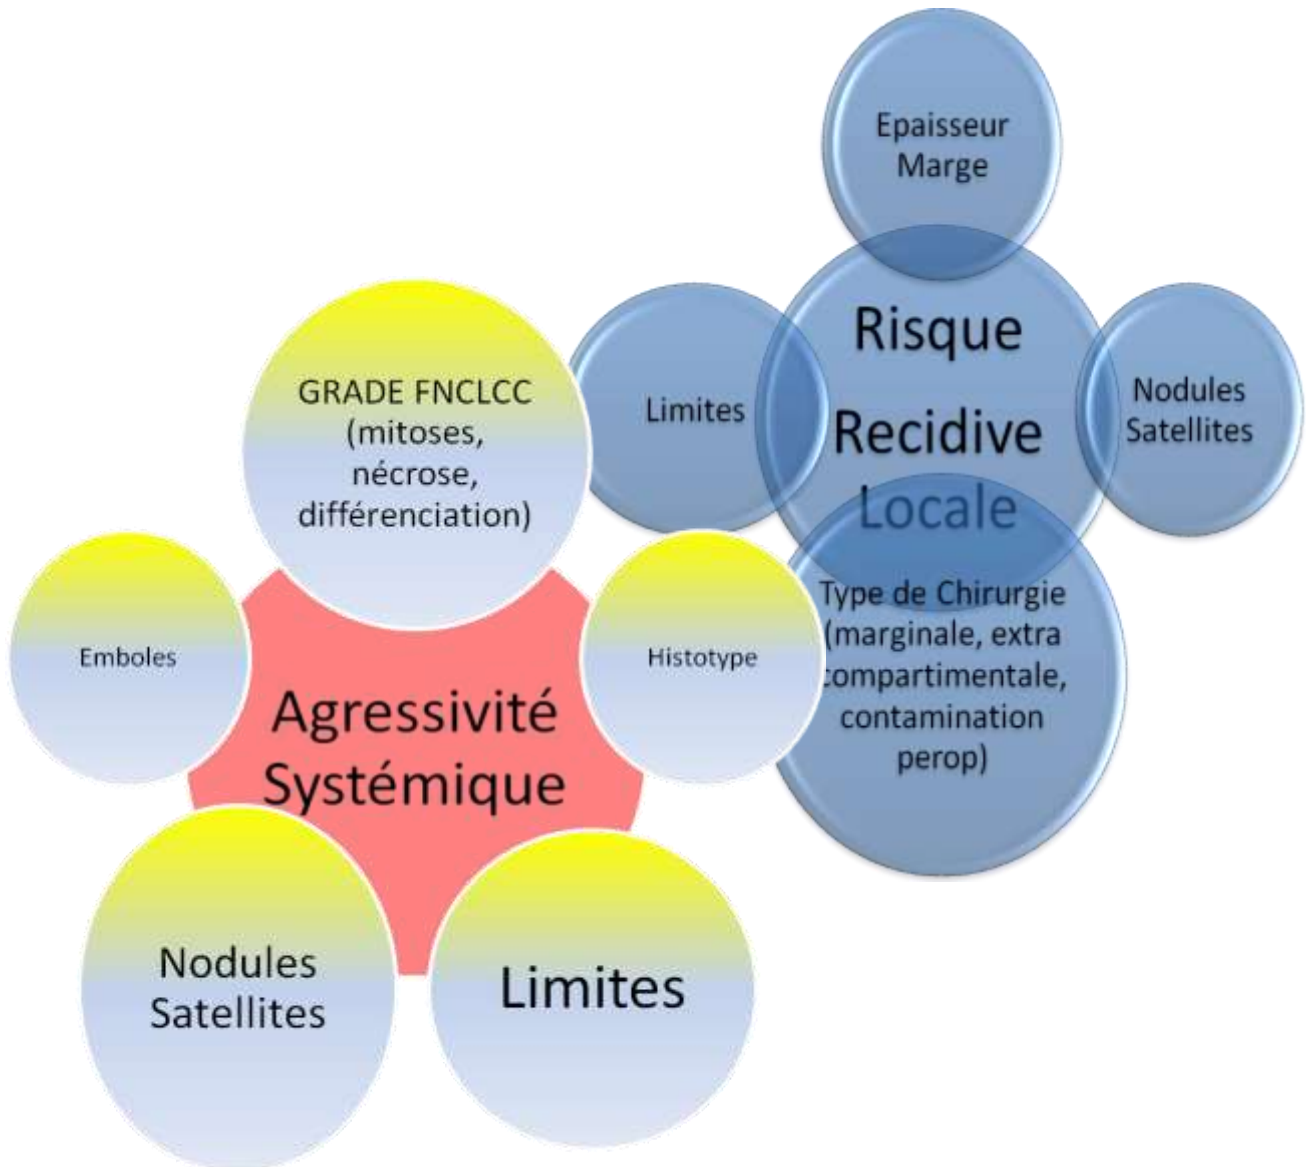 Epaisseur
Marge
Risque
Recidive
Locale
Limites
Nodules
Satellites
Type de Chirurgie
(marginale, extra
compartimentale,
contamination
perop)
GRADE FNCLCC
(mitoses,
nécrose,
différenciation)
Emboles
Histotype
Agressivité
Systémique
Nodules
Satellites
Limites